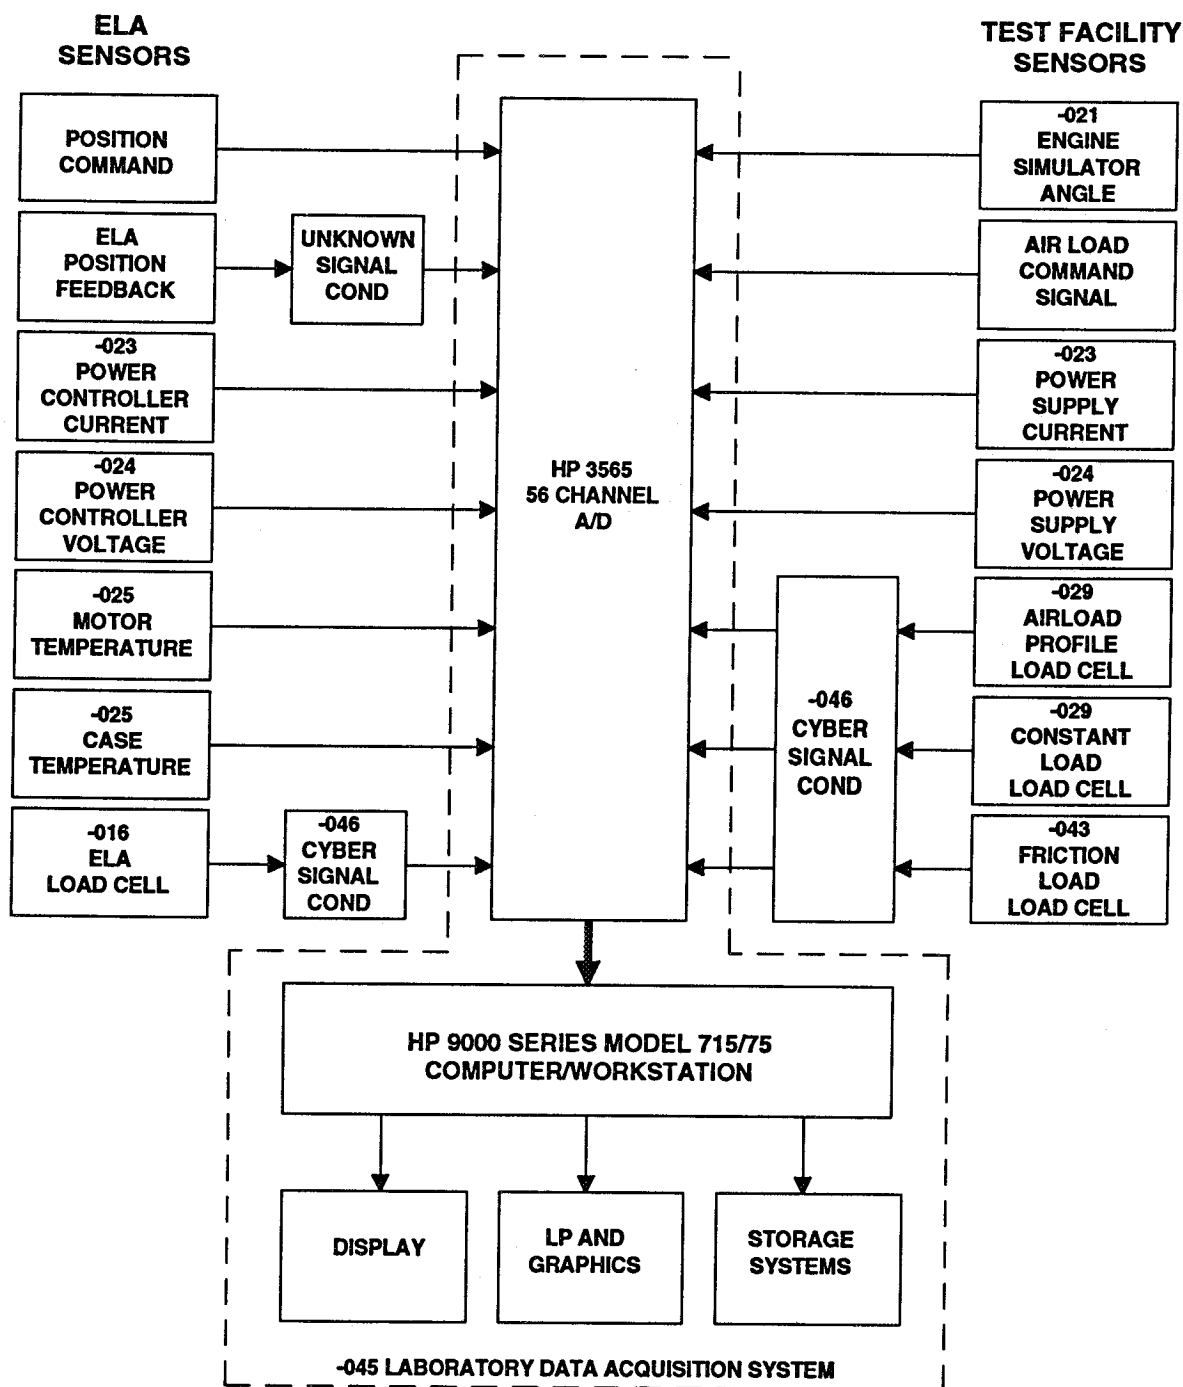 ELA
SENSORS
TEST FACILITY
SENSORS
POSITION
COMMAND
ELA
POSITION
FEEDBACK
UNKNOWN
SIGNAL
COND
-023
POWER
CONTROLLER
CURRENT
-024
POWER
CONTROLLER
VOLTAGE
-025
MOTOR
TEMPERATURE
-025
CASE
TEMPERATURE
-016
ELA
LOAD CELL
-046
CYBER
SIGNAL
COND
HP 3565
56 CHANNEL
A/D
-021
ENGINE
SIMULATOR
ANGLE
AIR LOAD
COMMAND
SIGNAL
-023
POWER
SUPPLY
CURRENT
-024
POWER
SUPPLY
VOLTAGE
-029
AIRLOAD
PROFILE
LOAD CELL
-029
CONSTANT
LOAD
LOAD CELL
-043
FRICTION
LOAD
LOAD CELL
-046
CYBER
SIGNAL
COND
HP 9000 SERIES MODEL 715/75
COMPUTER/WORKSTATION
DISPLAY
LP AND
GRAPHICS
STORAGE
SYSTEMS
-045 LABORATORY DATA ACQUISITION SYSTEM